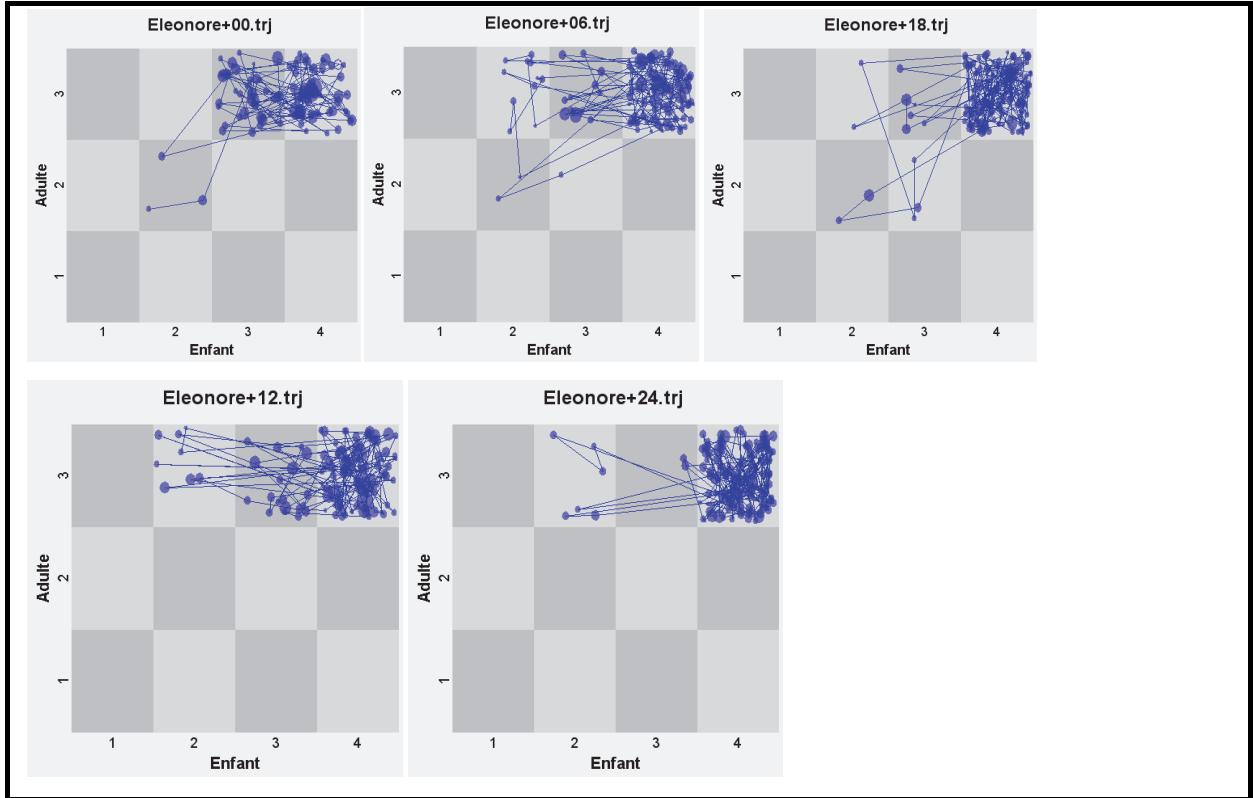 Eleonore+00.trj
Adulte
3
2
1
1 2 3 4
Enfant
Eleonore+06.trj
Adulte
3
2
1
1 2 3 4
Enfant
Eleonore+18.trj
Adulte
3
2
1
1 2 3 4
Enfant
Eleonore+12.trj
Adulte
3
2
1
1 2 3 4
Enfant
Eleonore+24.trj
Adulte
3
2
1
1 2 3 4
Enfant